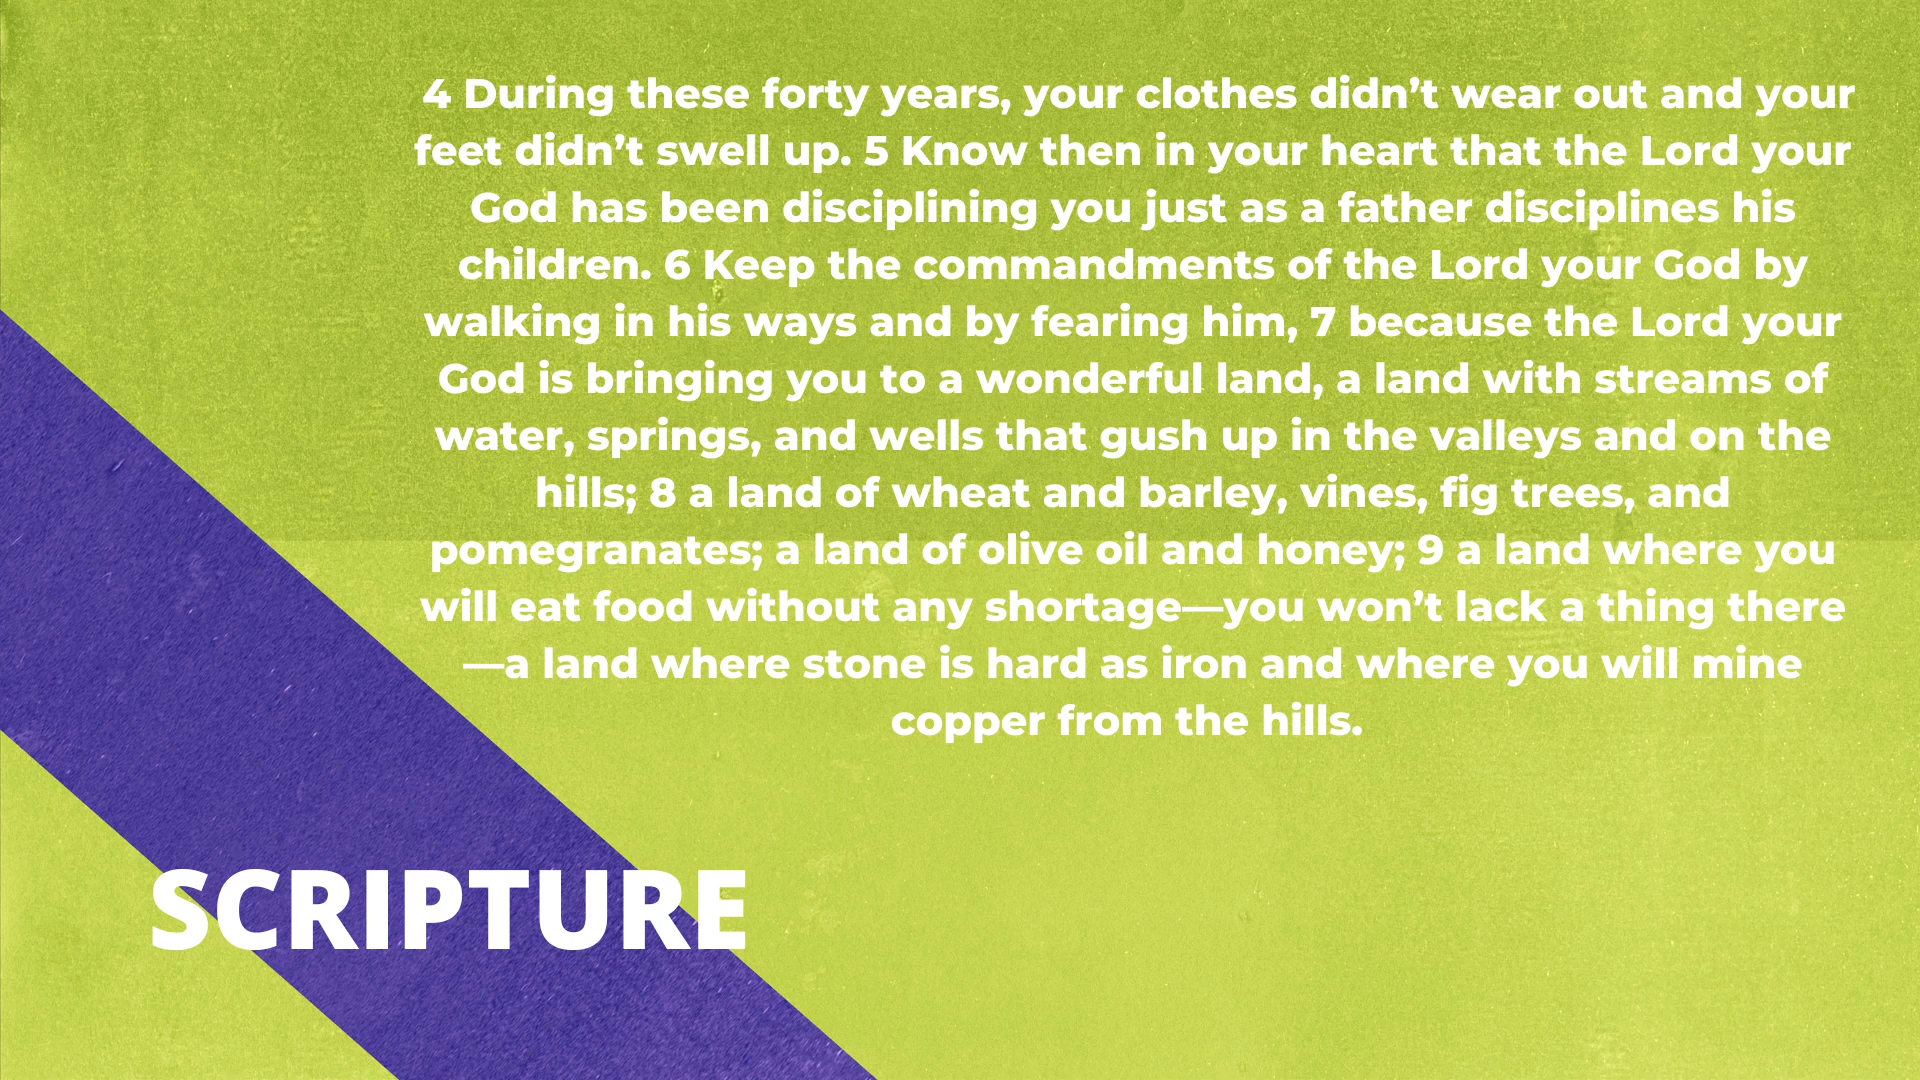 4 During these forty years, your clothes didn’t wear out and your
feet didn’t swell up. 5 Know then in your heart that the Lord your
God has been disciplining you just as a father disciplines his
children. 6 Keep the commandments of the Lord your God by
walking in his ways and by fearing him, 7 because the Lord your
God is bringing you to a wonderful land, a land with streams of
water, springs, and wells that gush up in the valleys and on the
hills; 8 a land of wheat and barley, vines, fig trees, and
pomegranates; a land of olive oil and honey; 9 a land where you
will eat food without any shortage—you won’t lack a thing there
—a land where stone is hard as iron and where you will mine
copper from the hills.
SCRIPTURE